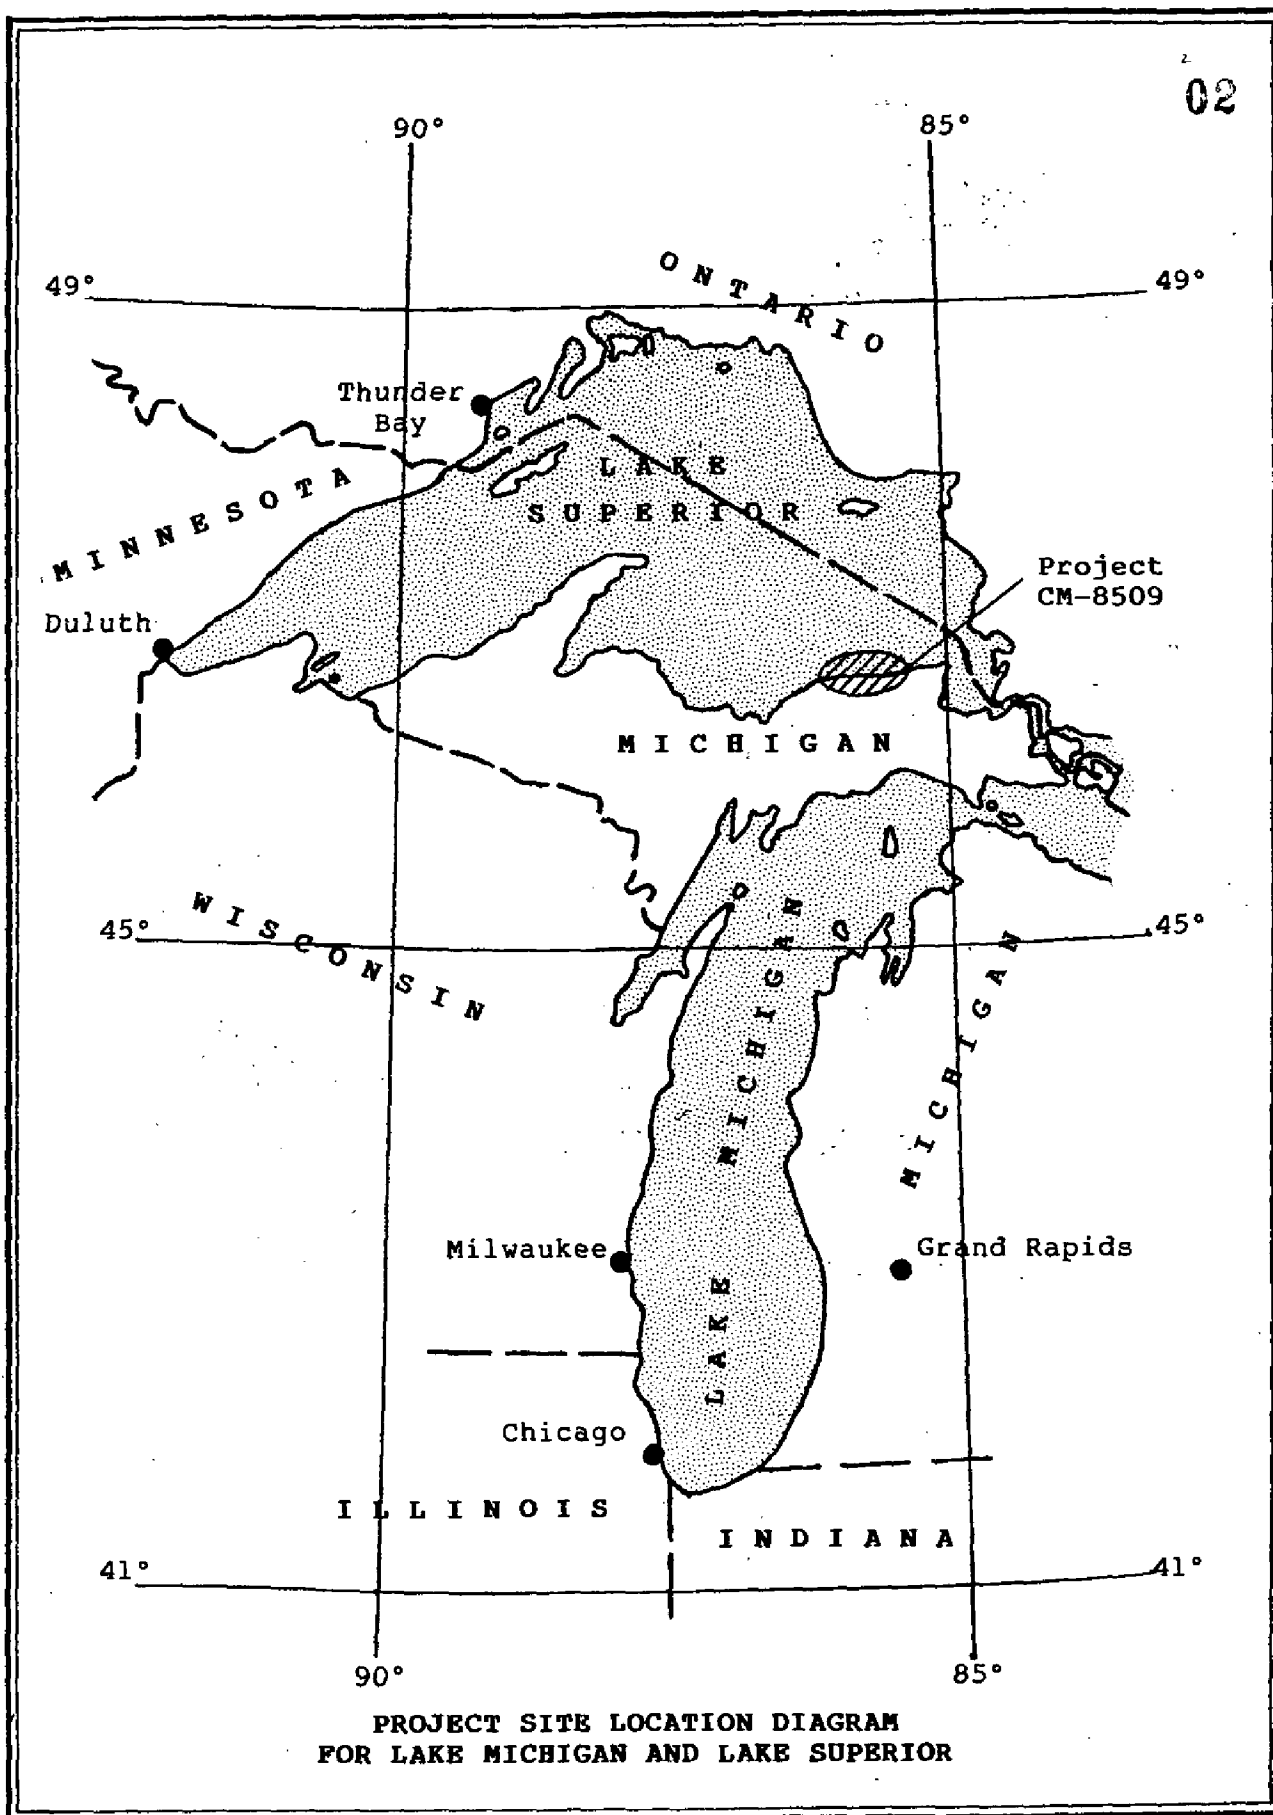 02
90° 85°
ONTARIO
49° 49°
Thunder
Bay
LAKE
SUPERIOR
MINNESOTA
Project
CM-8509
Duluth
MICHIGAN
WISCONSIN
45° 45°
LAKE MICHIGAN
MICHIGAN
Milwaukee
Grand Rapids
Chicago
ILLINOIS
INDIANA
41° 41°
90° 85°
PROJECT SITE LOCATION DIAGRAM
FOR LAKE MICHIGAN AND LAKE SUPERIOR